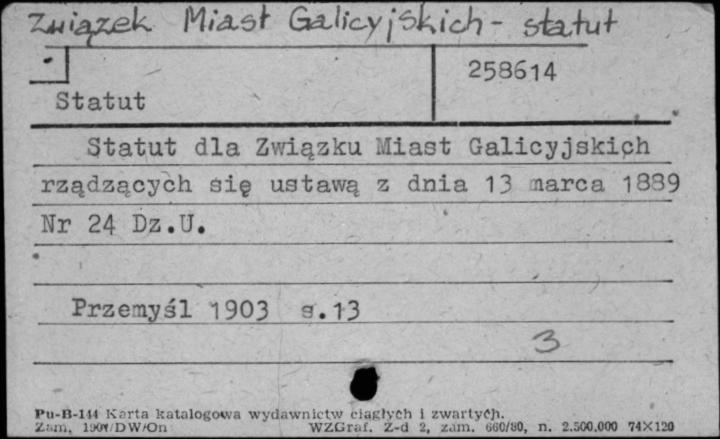 Związek Miast Galicyjskich - statut
258614
Statut
Statut dla Związku Miast Galicyjskich
rządzących się ustawą z dnia 13 marca 1889
Nr 24 Dz.U.
Przemyśl 1903 s.13
3
Pu-B-144 Karta katalogowa wydawnictw ciągłych i zwartych.
Zam. DW/On WZGraf. Z-d 2, zam. 660/80, n. 2.500.000 74X120